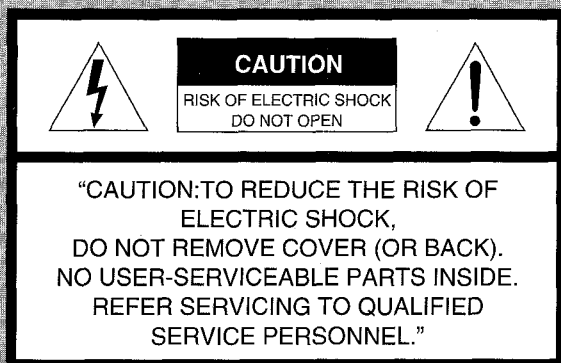 CAUTION
RISK OF ELECTRIC SHOCK
DO NOT OPEN
“CAUTION:TO REDUCE THE RISK OF
ELECTRIC SHOCK,
DO NOT REMOVE COVER (OR BACK).
NO USER-SERVICEABLE PARTS INSIDE.
REFER SERVICING TO QUALIFIED
SERVICE PERSONNEL.”